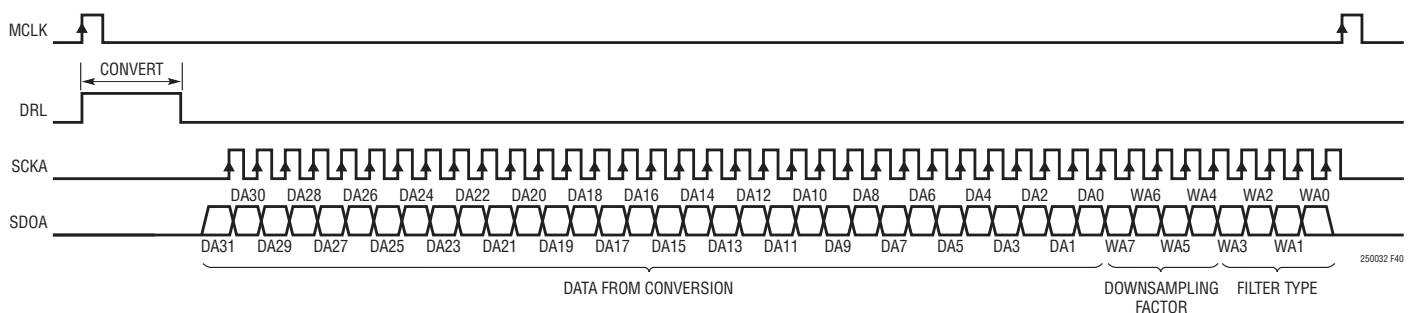 MCLK
CONVERT
DRL
SCKA
DA30 DA28 DA26 DA24 DA22 DA20 DA18 DA16 DA14 DA12 DA10 DA8 DA6 DA4 DA2 DA0 WA6 WA4 WA2 WA0
SDOA
DA31 DA29 DA27 DA25 DA23 DA21 DA19 DA17 DA15 DA13 DA11 DA9 DA7 DA5 DA3 DA1 WA7 WA5 WA3 WA1
250032 F40
DATA FROM CONVERSION
DOWNSAMPLING
FACTOR
FILTER TYPE